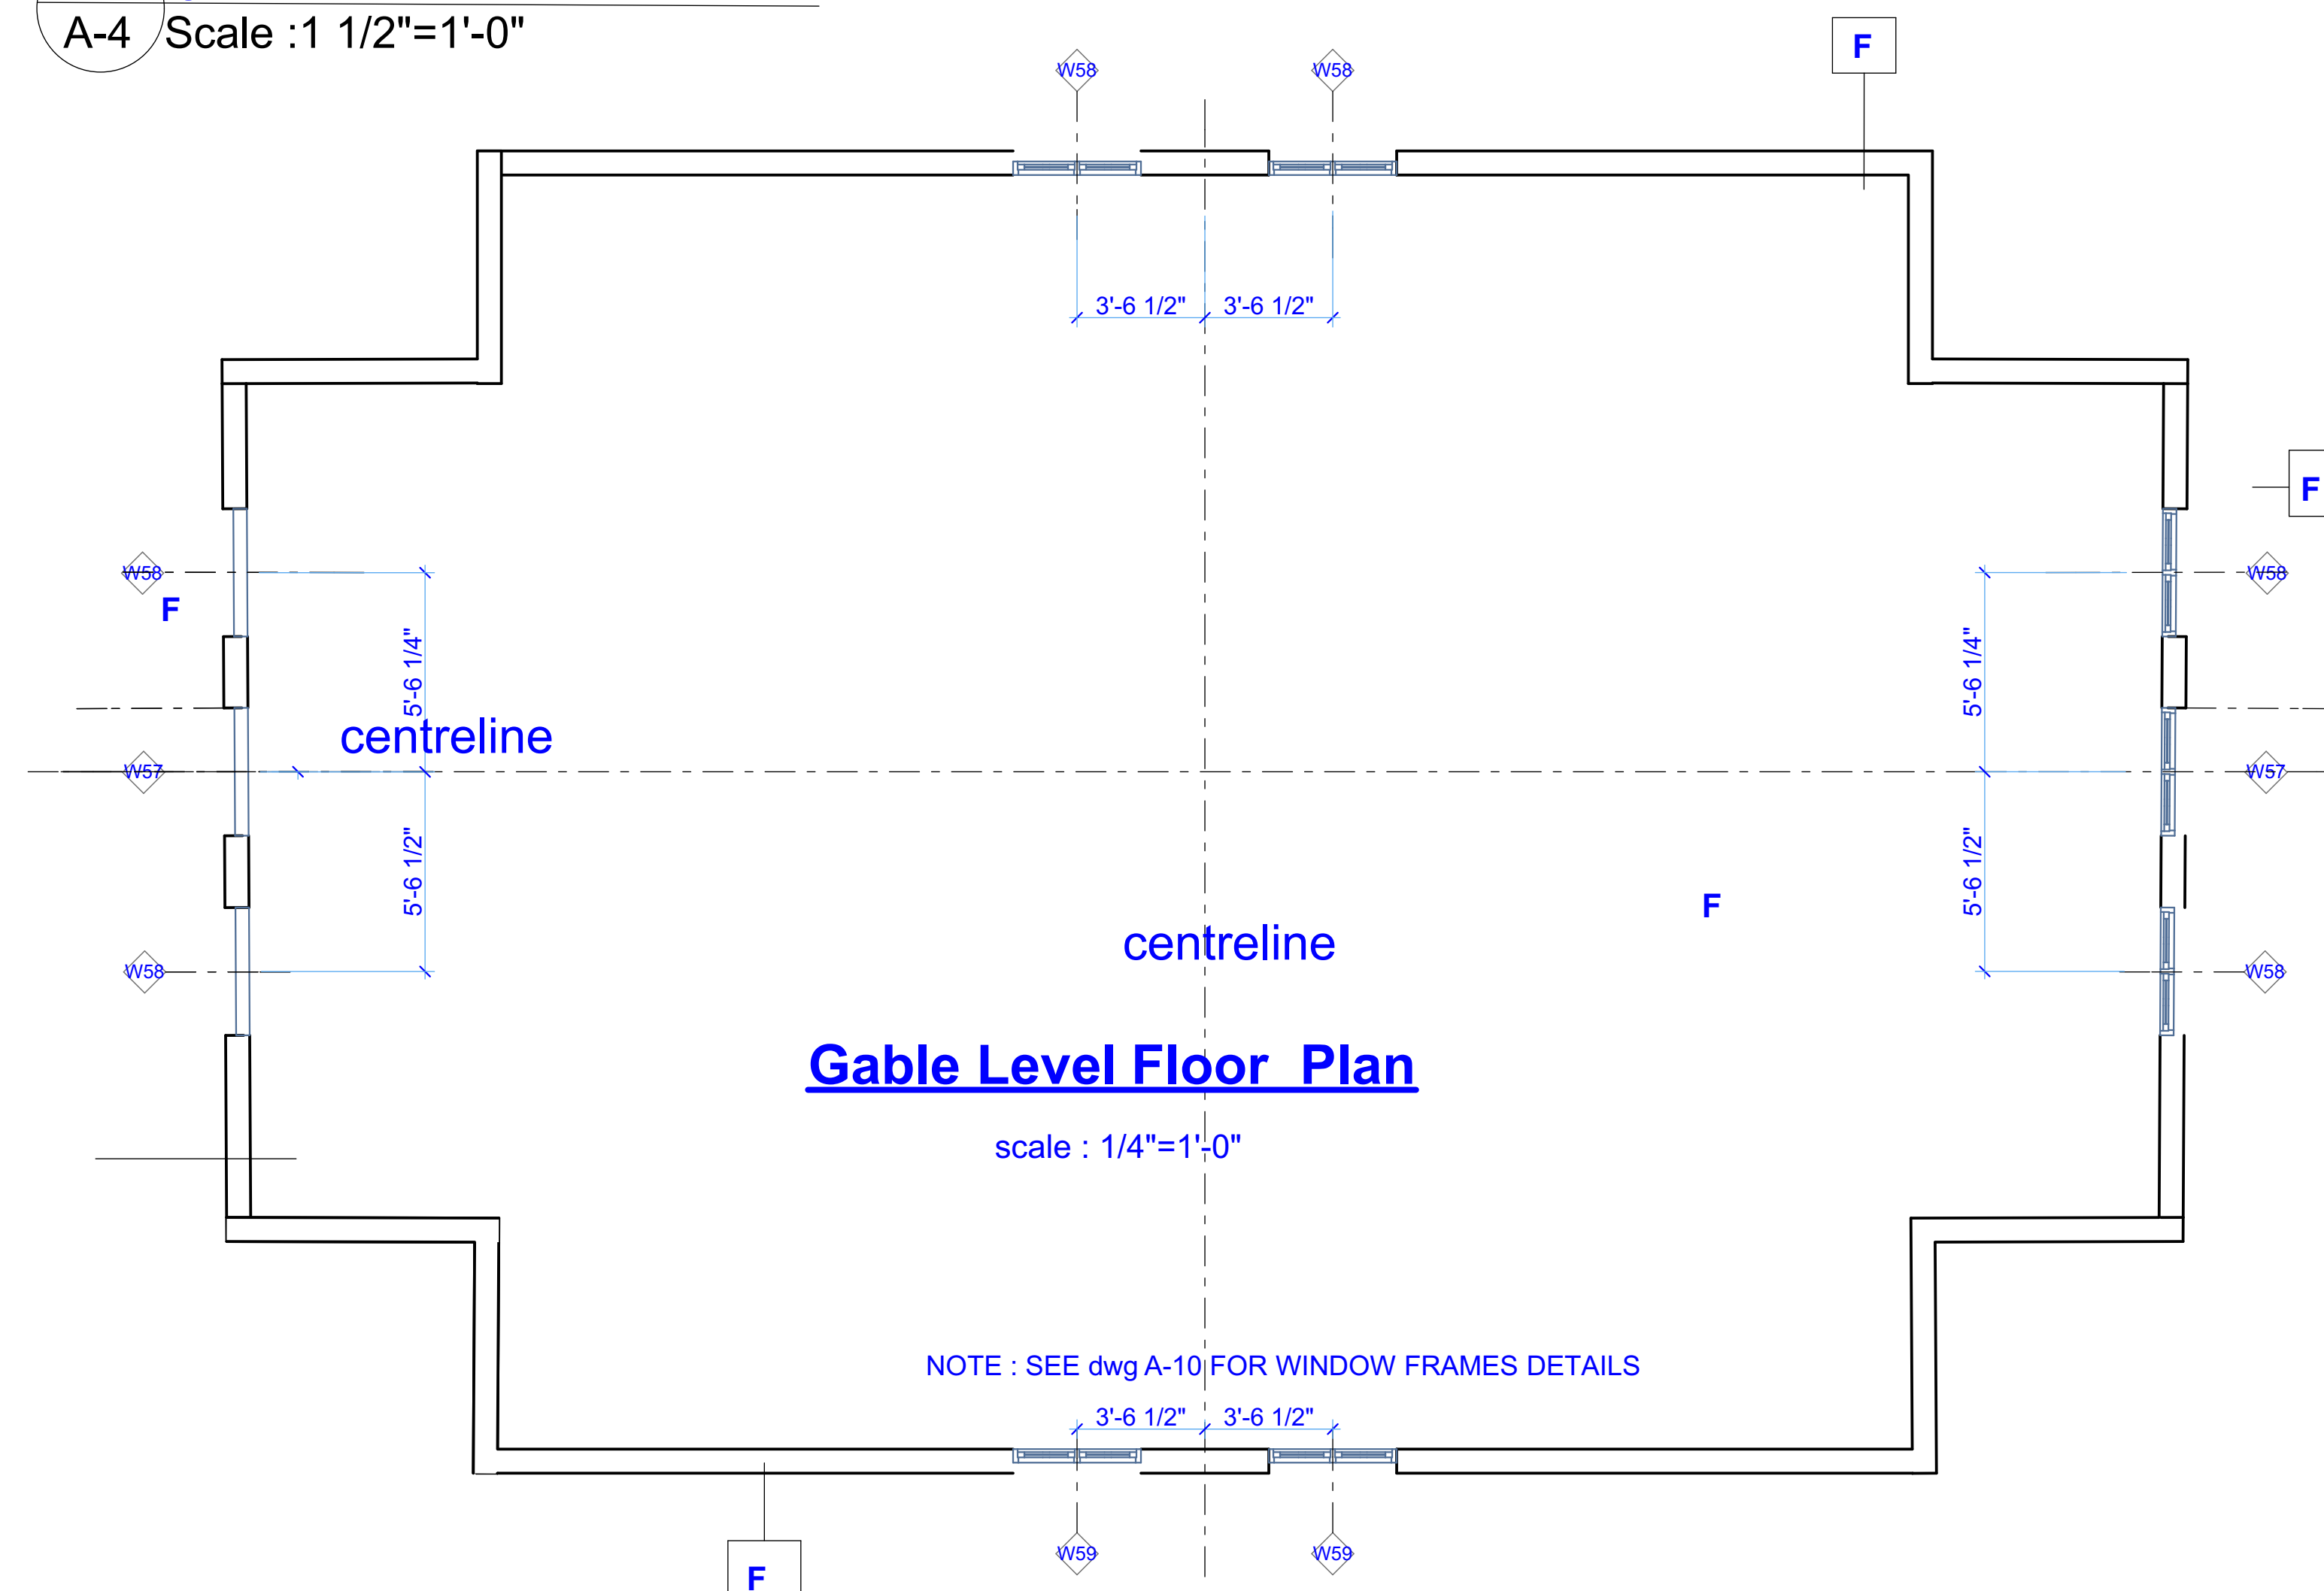 A-4 Scale :1 1/2"=1'-0"
F
W58 W58
3'-6 1/2" 3'-6 1/2"
F
W58 W58
F
5'-6 1/4" 5'-6 1/4"
centreline
W57 W57
5'-6 1/2" 5'-6 1/2"
F
centreline
W58 W58
Gable Level Floor Plan
scale : 1/4"=1'-0"
NOTE : SEE dwg A-10 FOR WINDOW FRAMES DETAILS
3'-6 1/2" 3'-6 1/2"
W59 W59
F